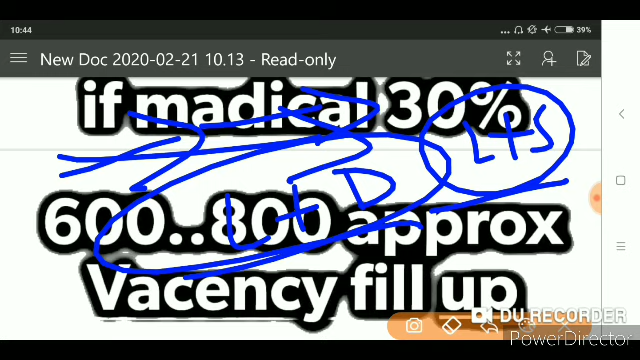 10:44
39%
New Doc 2020-02-21 10.13 - Read-only
if madical 30%
L+S
600..800 approx
L+D
Vacency fill up
DU RECORDER
PowerDirector